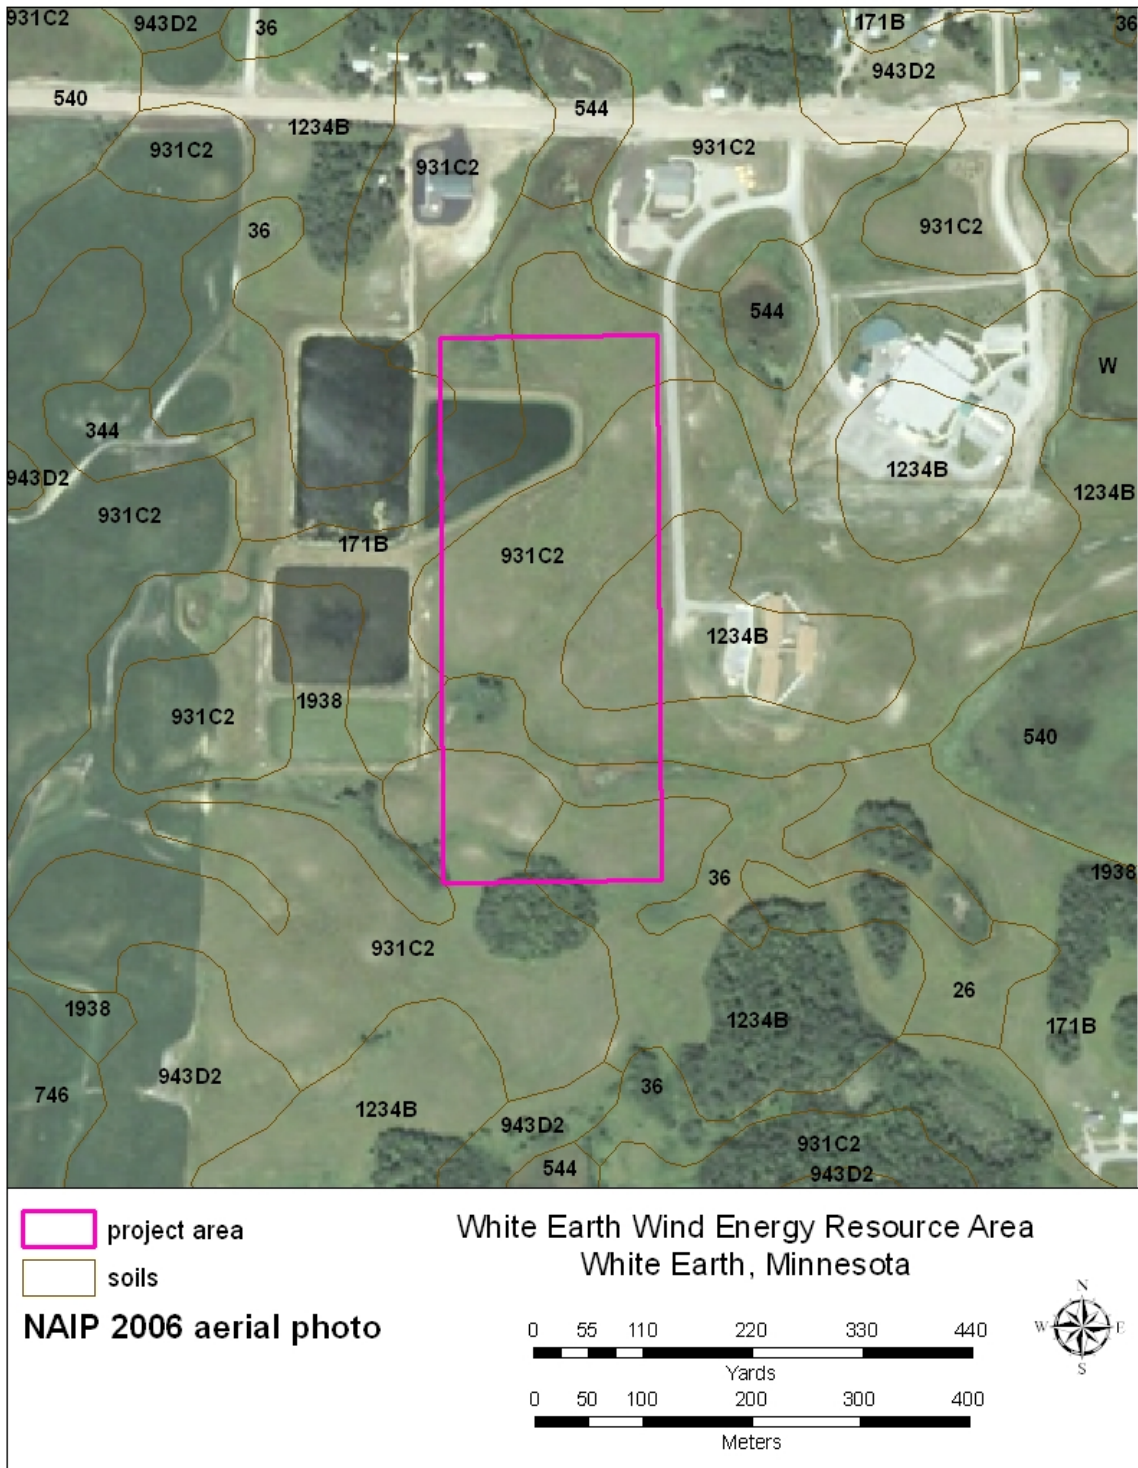 931C2 943D2 36 171B 36
943D2
540 544
1234B
931C2 931C2 931C2
36 931C2
544
W
344
943D2 1234B 1234B
931C2
171B 931C2
1234B
1938
931C2 540
36 1938
931C2
26
1938 1234B 171B
943D2 36
746 1234B
943D2 931C2
544 943D2
project area
soils
NAIP 2006 aerial photo
White Earth Wind Energy Resource Area
White Earth, Minnesota
0 55 110 220 330 440
Yards
0 50 100 200 300 400
Meters
N
W E
S